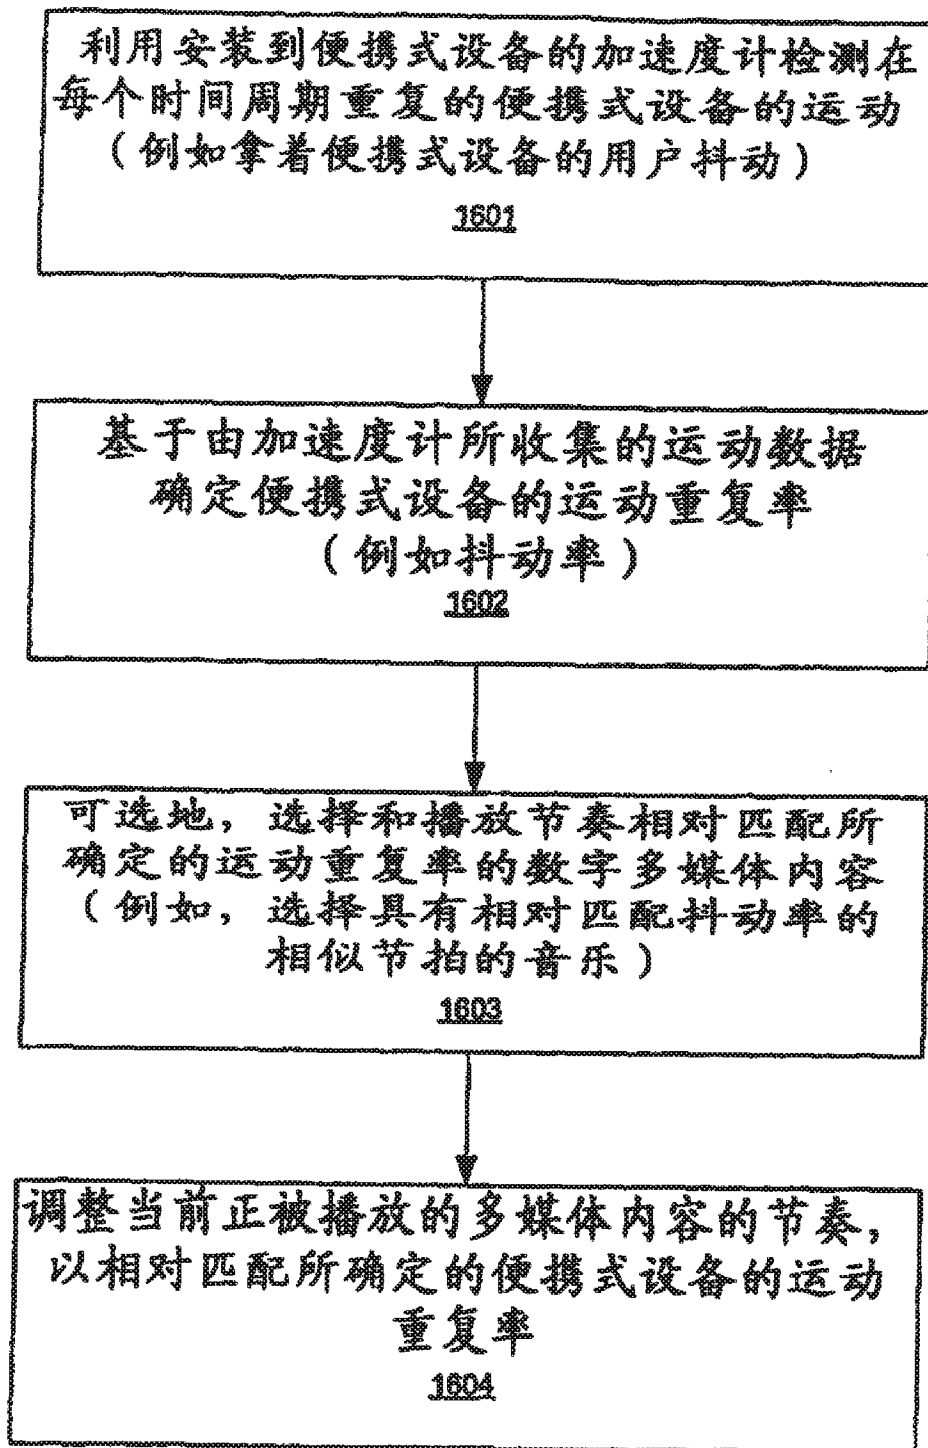 利用安装到便携式设备的加速度计检测在
每个时间周期重复的便携式设备的运动
(例如拿着便携式设备的用户抖动)
1601
基于由加速度计所收集的运动数据
确定便携式设备的运动重复率
(例如抖动率)
1602
可选地，选择和播放节奏相对匹配所
确定的运动重复率的数字多媒体内容
(例如，选择具有相对匹配抖动率的
相似节拍的音乐)
1603
调整当前正被播放的多媒体内容的节奏，
以相对匹配所确定的便携式设备的运动
重复率
1604